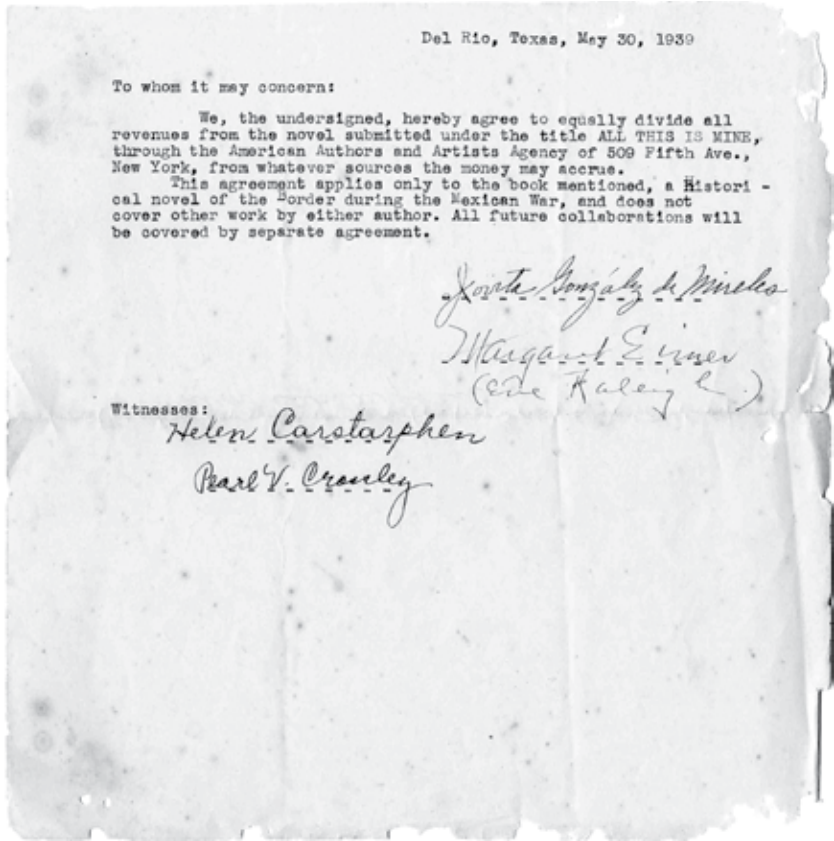 Del Rio, Texas, May 30, 1939
To whom it may concern:
We, the undersigned, hereby agree to equally divide all
revenues from the novel submitted under the title ALL THIS IS MINE,
through the American Authors and Artists Agency of 509 Fifth Ave.,
New York, from whatever sources the money may accrue.
This agreement applies only to the book mentioned, a Histori -
cal novel of the Border during the Mexican War, and does not
cover other work by either author. All future collaborations will
be covered by separate agreement.
Jovita González de Mireles
Margaret Eimer
(Eve Raleigh)
Witnesses:
Helen Carstarphen
Pearl V. Crouley